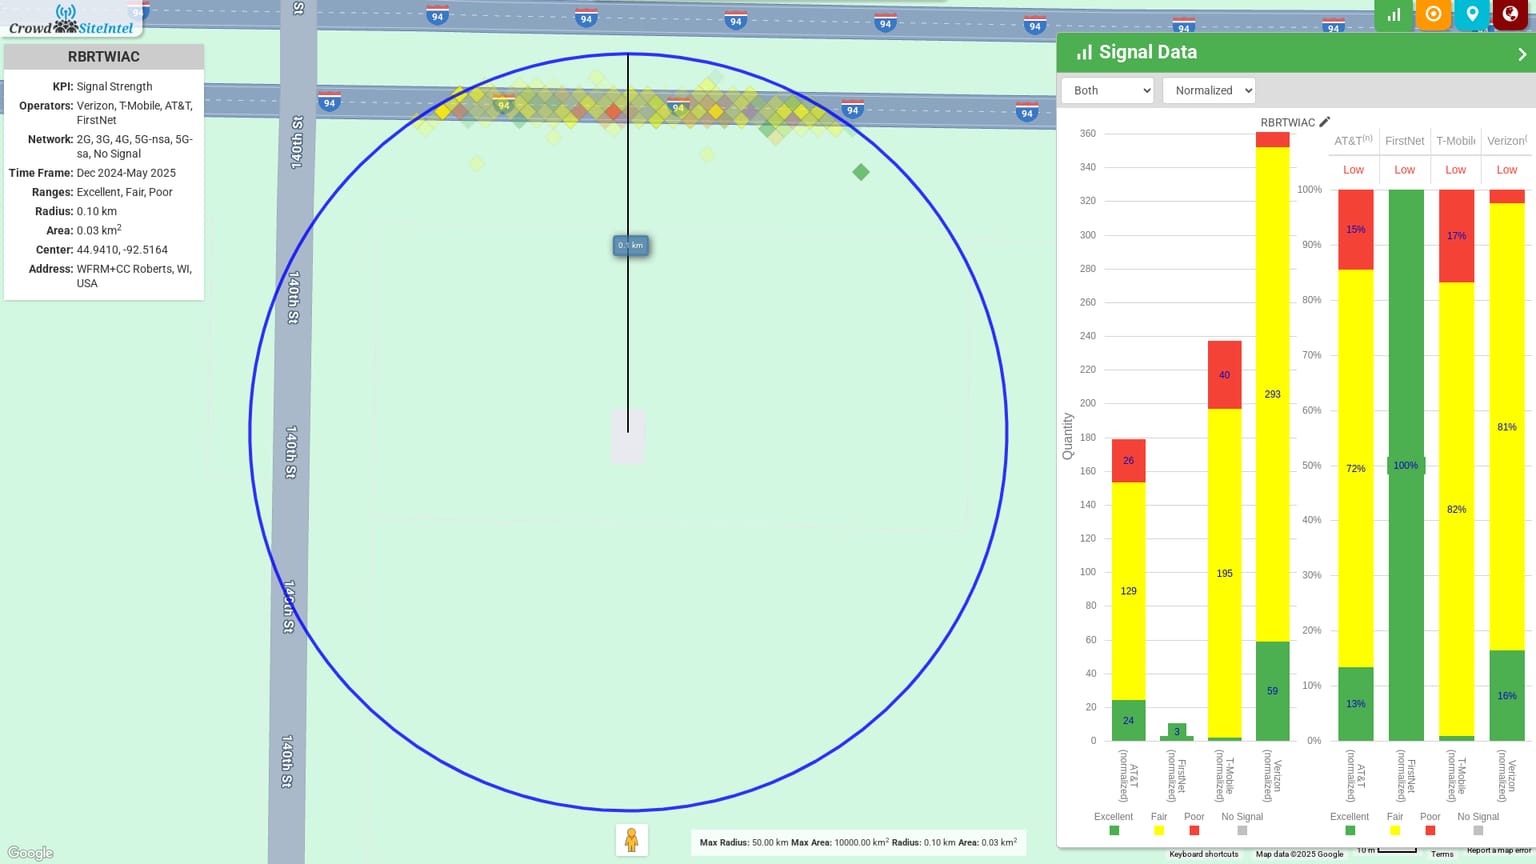 Crowd SiteIntel
RBRTWIAC
KPI: Signal Strength
Operators: Verizon, T-Mobile, AT&T,
FirstNet
Network: 2G, 3G, 4G, 5G-nsa, 5G-
sa, No Signal
Time Frame: Dec 2024-May 2025
Ranges: Excellent, Fair, Poor
Radius: 0.10 km
Area: 0.03 km²
Center: 44.9410, -92.5164
Address: WFRM+CC Roberts, WI,
USA
94
94
94
94
94
94
94
94
94
94
94
94
94
St
140th St
140th St
140th St
140th St
140th St
0.1 km
Google
Max Radius: 50.00 km Max Area: 10000.00 km² Radius: 0.10 km Area: 0.03 km²
Signal Data
Both
Normalized
RBRTWIAC
Quantity
360
340
320
300
280
260
240
220
200
180
160
140
120
100
80
60
40
20
0
26
129
24
3
40
195
293
59
AT&T
(normalized)
FirstNet
(normalized)
T-Mobile
(normalized)
Verizon
(normalized)
Excellent
Fair
Poor
No Signal
AT&T(n)
FirstNet
T-Mobile
Verizon(
Low
Low
Low
Low
100%
90%
80%
70%
60%
50%
40%
30%
20%
10%
0%
15%
72%
13%
100%
17%
82%
81%
16%
AT&T
(normalized)
FirstNet
(normalized)
T-Mobile
(normalized)
Verizon
(normalized)
Excellent
Fair
Poor
No Signal
Keyboard shortcuts
Map data ©2025 Google
10 m
Terms
Report a map error